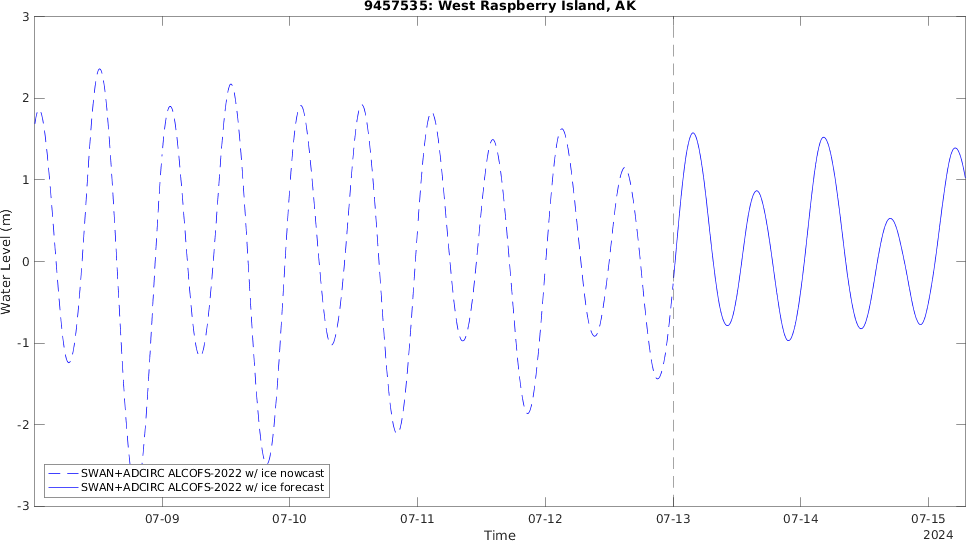 9457535: West Raspberry Island, AK
3
2
1
0
-1
-2
-3
Water Level (m)
SWAN+ADCIRC ALCOFS-2022 w/ ice nowcast
SWAN+ADCIRC ALCOFS-2022 w/ ice forecast
07-09 07-10 07-11 07-12 07-13 07-14 07-15
Time
2024